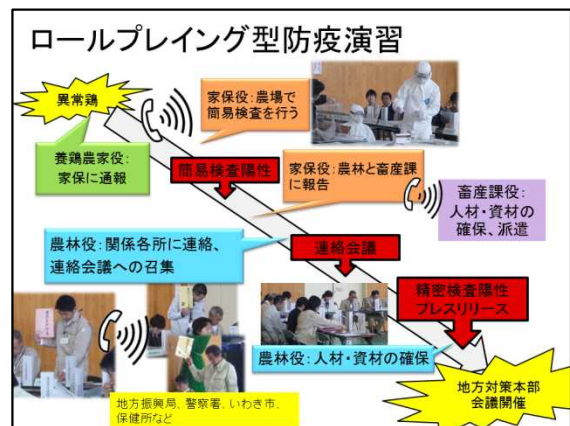 ロールプレイング型防疫演習
異常鶏
家保役：農場で
簡易検査を行う
養鶏農家役：
家保に通報
簡易検査陽性
家保役：農林と畜産課
に報告
畜産課役：
人材・資材の
確保、派遣
農林役：関係各所に連絡、
連絡会議への召集
連絡会議
精密検査陽性
プレスリリース
農林役：人材・資材の確保
地方対策本部
会議開催
地方振興局、警察署、いわき市、
保健所など